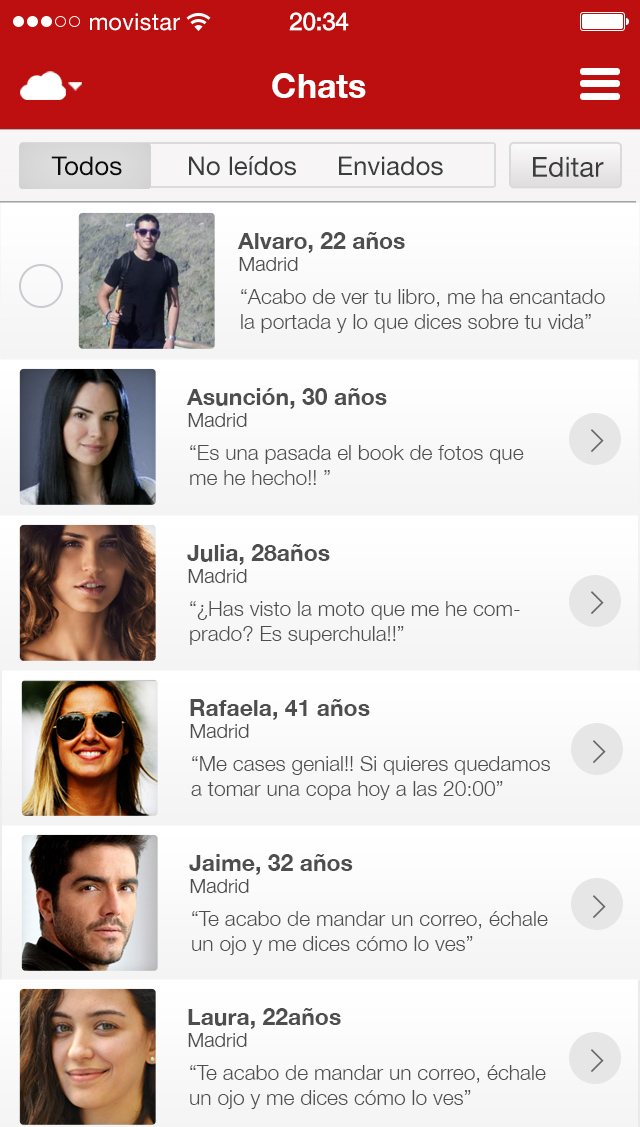 movistar 20:34
Chats
Todos No leídos Enviados Editar
Alvaro, 22 años
Madrid
“Acabo de ver tu libro, me ha encantado
la portada y lo que dices sobre tu vida”
Asunción, 30 años
Madrid
“Es una pasada el book de fotos que
me he hecho!! ”
Julia, 28años
Madrid
“¿Has visto la moto que me he com-
prado? Es superchula!!”
Rafaela, 41 años
Madrid
“Me cases genial!! Si quieres quedamos
a tomar una copa hoy a las 20:00”
Jaime, 32 años
Madrid
“Te acabo de mandar un correo, échale
un ojo y me dices cómo lo ves”
Laura, 22años
Madrid
“Te acabo de mandar un correo, échale
un ojo y me dices cómo lo ves”